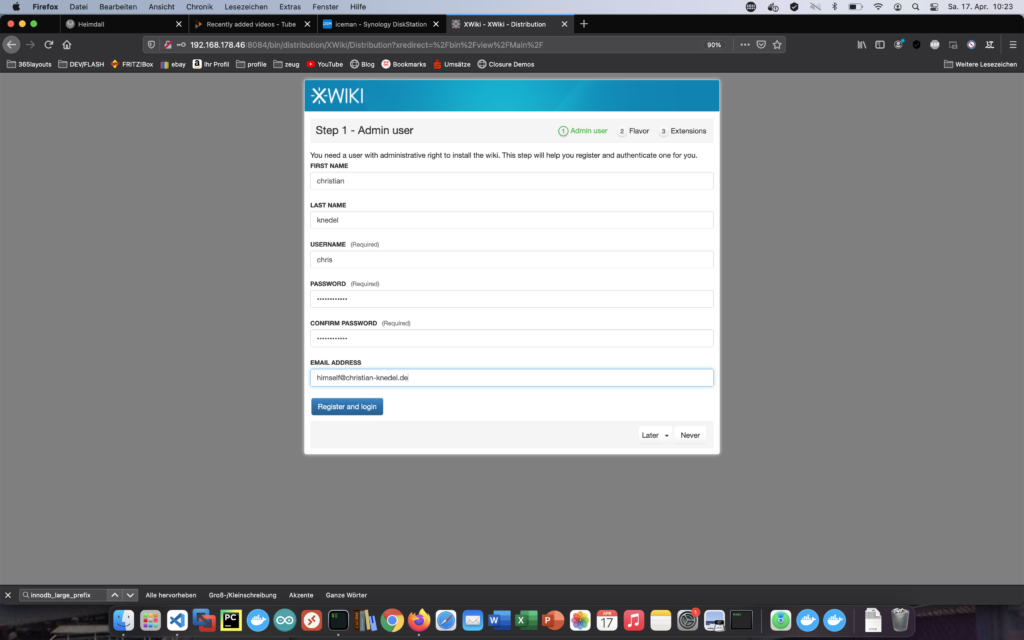 Firefox Datei Bearbeiten Ansicht Chronik Lesezeichen Extras Fenster Hilfe Sa. 17. Apr. 10:23
Heimdall Recently added videos - Tube iceman - Synology DiskStation XWiki - XWiki - Distribution
192.168.178.46:8084/bin/distribution/XWiki/Distribution?xredirect=%2Fbin%2Fview%2FMain%2F 90%
365layouts DEV/FLASH FRITZ!Box ebay Ihr Profil profile zeug YouTube Blog Bookmarks Umsätze Closure Demos Weitere Lesezeichen
XWIKI
Step 1 - Admin user 1 Admin user 2 Flavor 3 Extensions
You need a user with administrative right to install the wiki. This step will help you register and authenticate one for you.
FIRST NAME
christian
LAST NAME
knedel
USERNAME (Required)
chris
PASSWORD (Required)
••••••••••••
CONFIRM PASSWORD (Required)
••••••••••••
EMAIL ADDRESS
himself@christian-knedel.de
Register and login
Later Never
innodb_large_prefix Alle hervorheben Groß-/Kleinschreibung Akzente Ganze Wörter
PC W X P APR 17 1